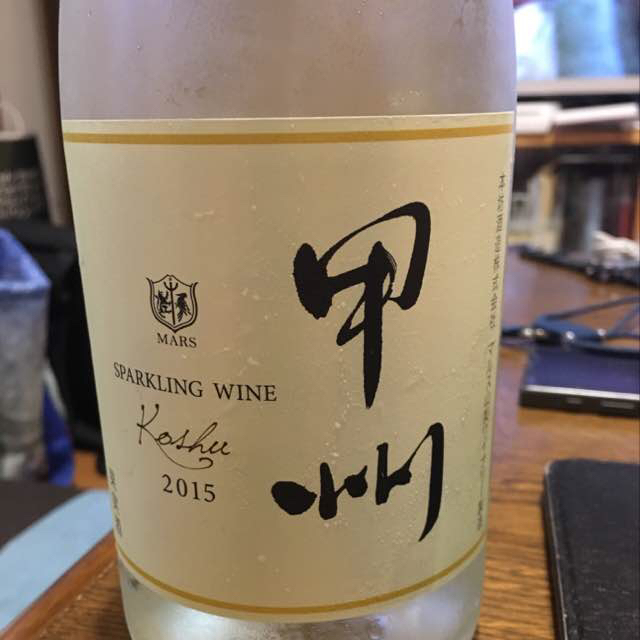 甲州
MARS
SPARKLING WINE
Koshu
2015